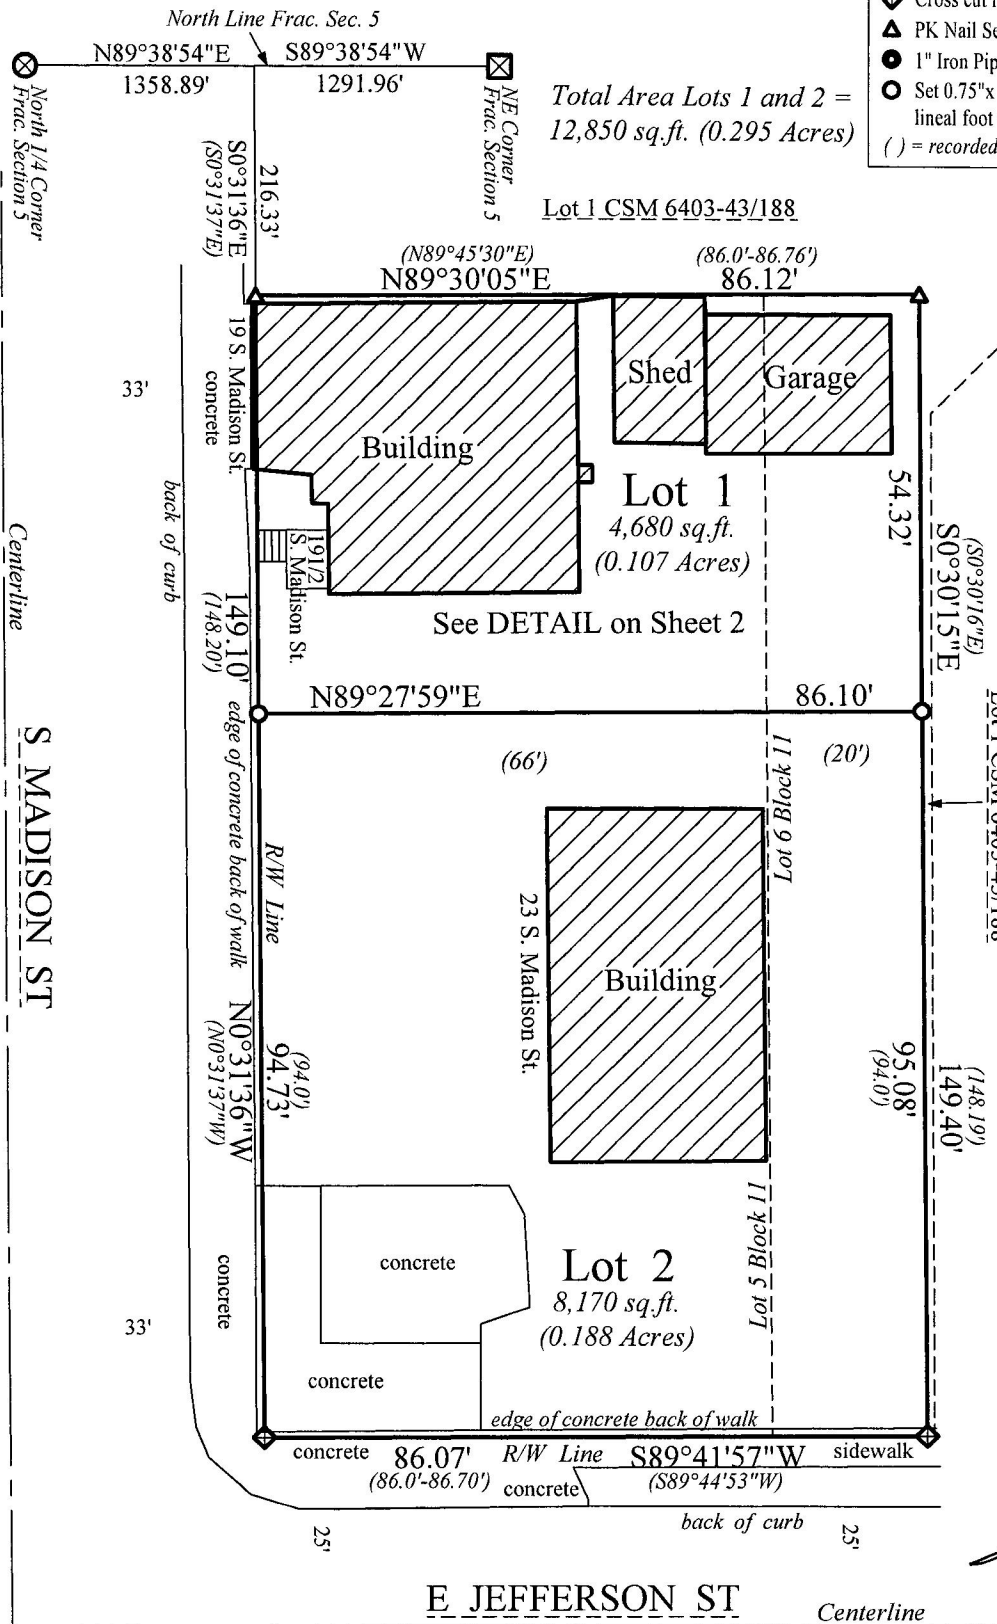 North Line Frac. Sec. 5
N89°38'54"E
1358.89'
S89°38'54"W
1291.96'
North 1/4 Corner
Frac. Section 5
NE Corner
Frac. Section 5
Total Area Lots 1 and 2 =
12,850 sq.ft. (0.295 Acres)
Cross cut
PK Nail Se
1" Iron Pip
Set 0.75"x
lineal foot
( ) = recorded
216.33'
S0°31'36"E
(S0°31'37"E)
Lot 1 CSM 6403-43/188
(N89°45'30"E)
N89°30'05"E
(86.0'-86.76')
86.12'
33'
19 S. Madison St.
concrete
back of curb
Building
Shed
Garage
Lot 1
4,680 sq.ft.
(0.107 Acres)
54.32'
(S0°30'16"E)
S0°30'15"E
19 1/2
S. Madison St.
See DETAIL on Sheet 2
149.10'
(148.20')
N89°27'59"E
86.10'
Centerline
S MADISON ST
edge of concrete back of walk
R/W Line
(66')
(20')
Lot 6 Block 11
23 S. Madison St.
Building
N0°31'36"W
(N0°31'37"W)
(94.0')
94.73'
95.08'
(94.0')
(148.19')
149.40'
Lot 5 Block 11
concrete
concrete
Lot 2
8,170 sq.ft.
(0.188 Acres)
33'
concrete
edge of concrete back of walk
concrete
86.07'
(86.0'-86.70')
R/W Line
S89°41'57"W
(S89°44'53"W)
sidewalk
concrete
back of curb
25'
25'
E JEFFERSON ST
Centerline